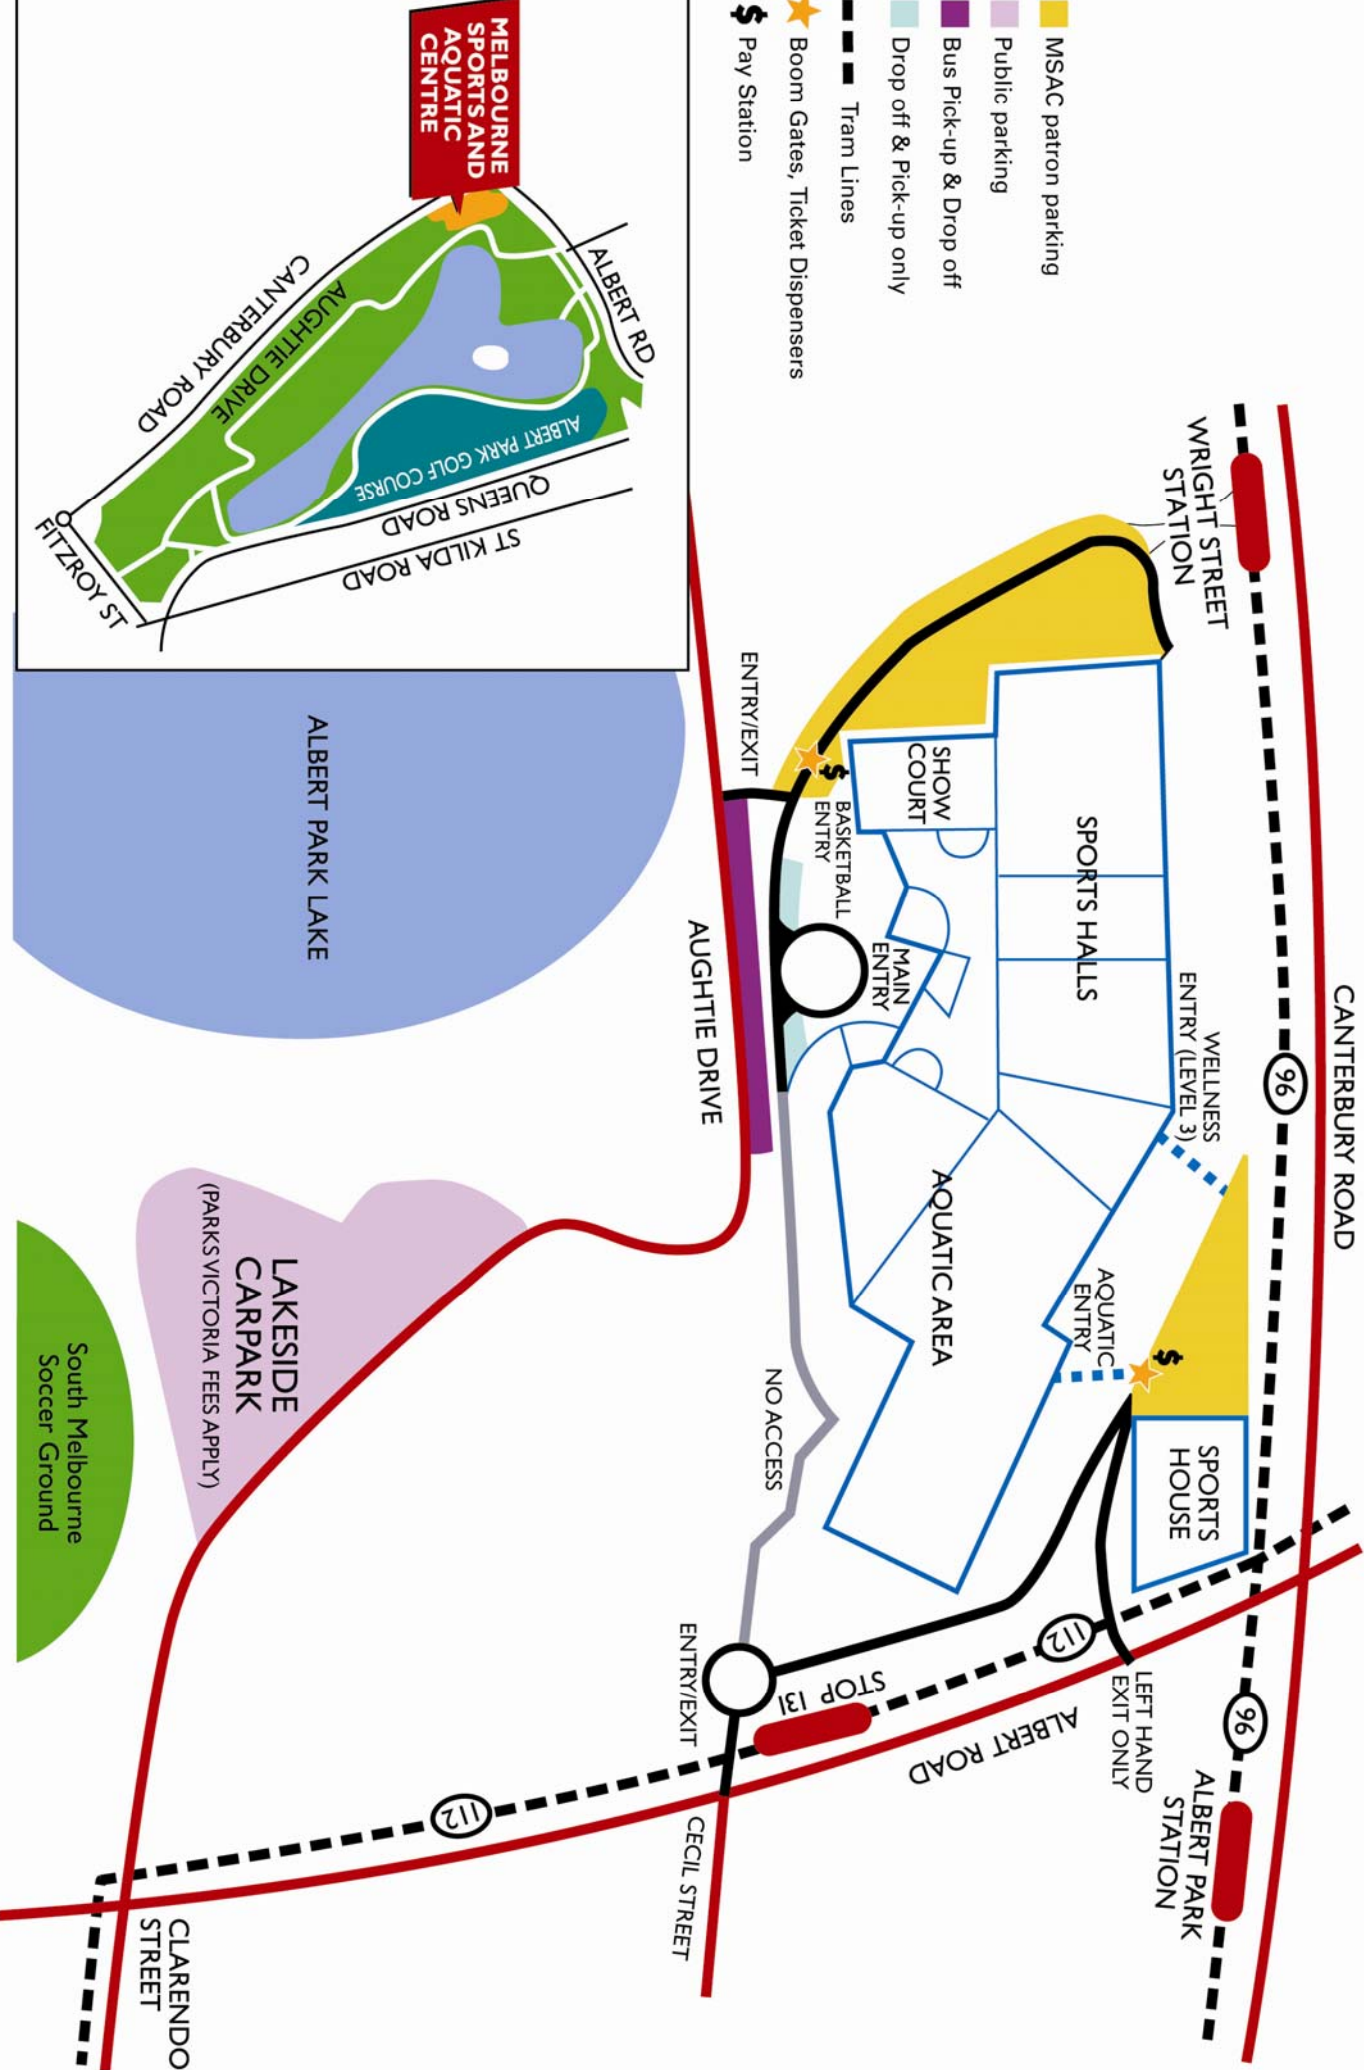 MSAC patron parking
Public parking
Bus Pick-up & Drop off
Drop off & Pick-up only
Tram Lines
Boom Gates, Ticket Dispensers
$ Pay Station
MELBOURNE
SPORTS AND
AQUATIC
CENTRE
ALBERT RD
CANTERBURY ROAD
AUGHTIE DRIVE
ALBERT PARK GOLF COURSE
QUEENS ROAD
ST KILDA ROAD
FITZROY ST
CANTERBURY ROAD
WRIGHT STREET
STATION
96
96
ALBERT PARK
STATION
WELLNESS
ENTRY (LEVEL 3)
SPORTS HALLS
SPORTS
HOUSE
$
AQUATIC
ENTRY
SHOW
COURT
AQUATIC AREA
MAIN
ENTRY
BASKETBALL
ENTRY
$
LEFT HAND
EXIT ONLY
112
ALBERT ROAD
STOP 131
ENTRY/EXIT
NO ACCESS
ENTRY/EXIT
CECIL STREET
AUGHTIE DRIVE
112
ALBERT PARK LAKE
LAKESIDE
CARPARK
(PARKS VICTORIA FEES APPLY)
CLARENDO
STREET
South Melbourne
Soccer Ground